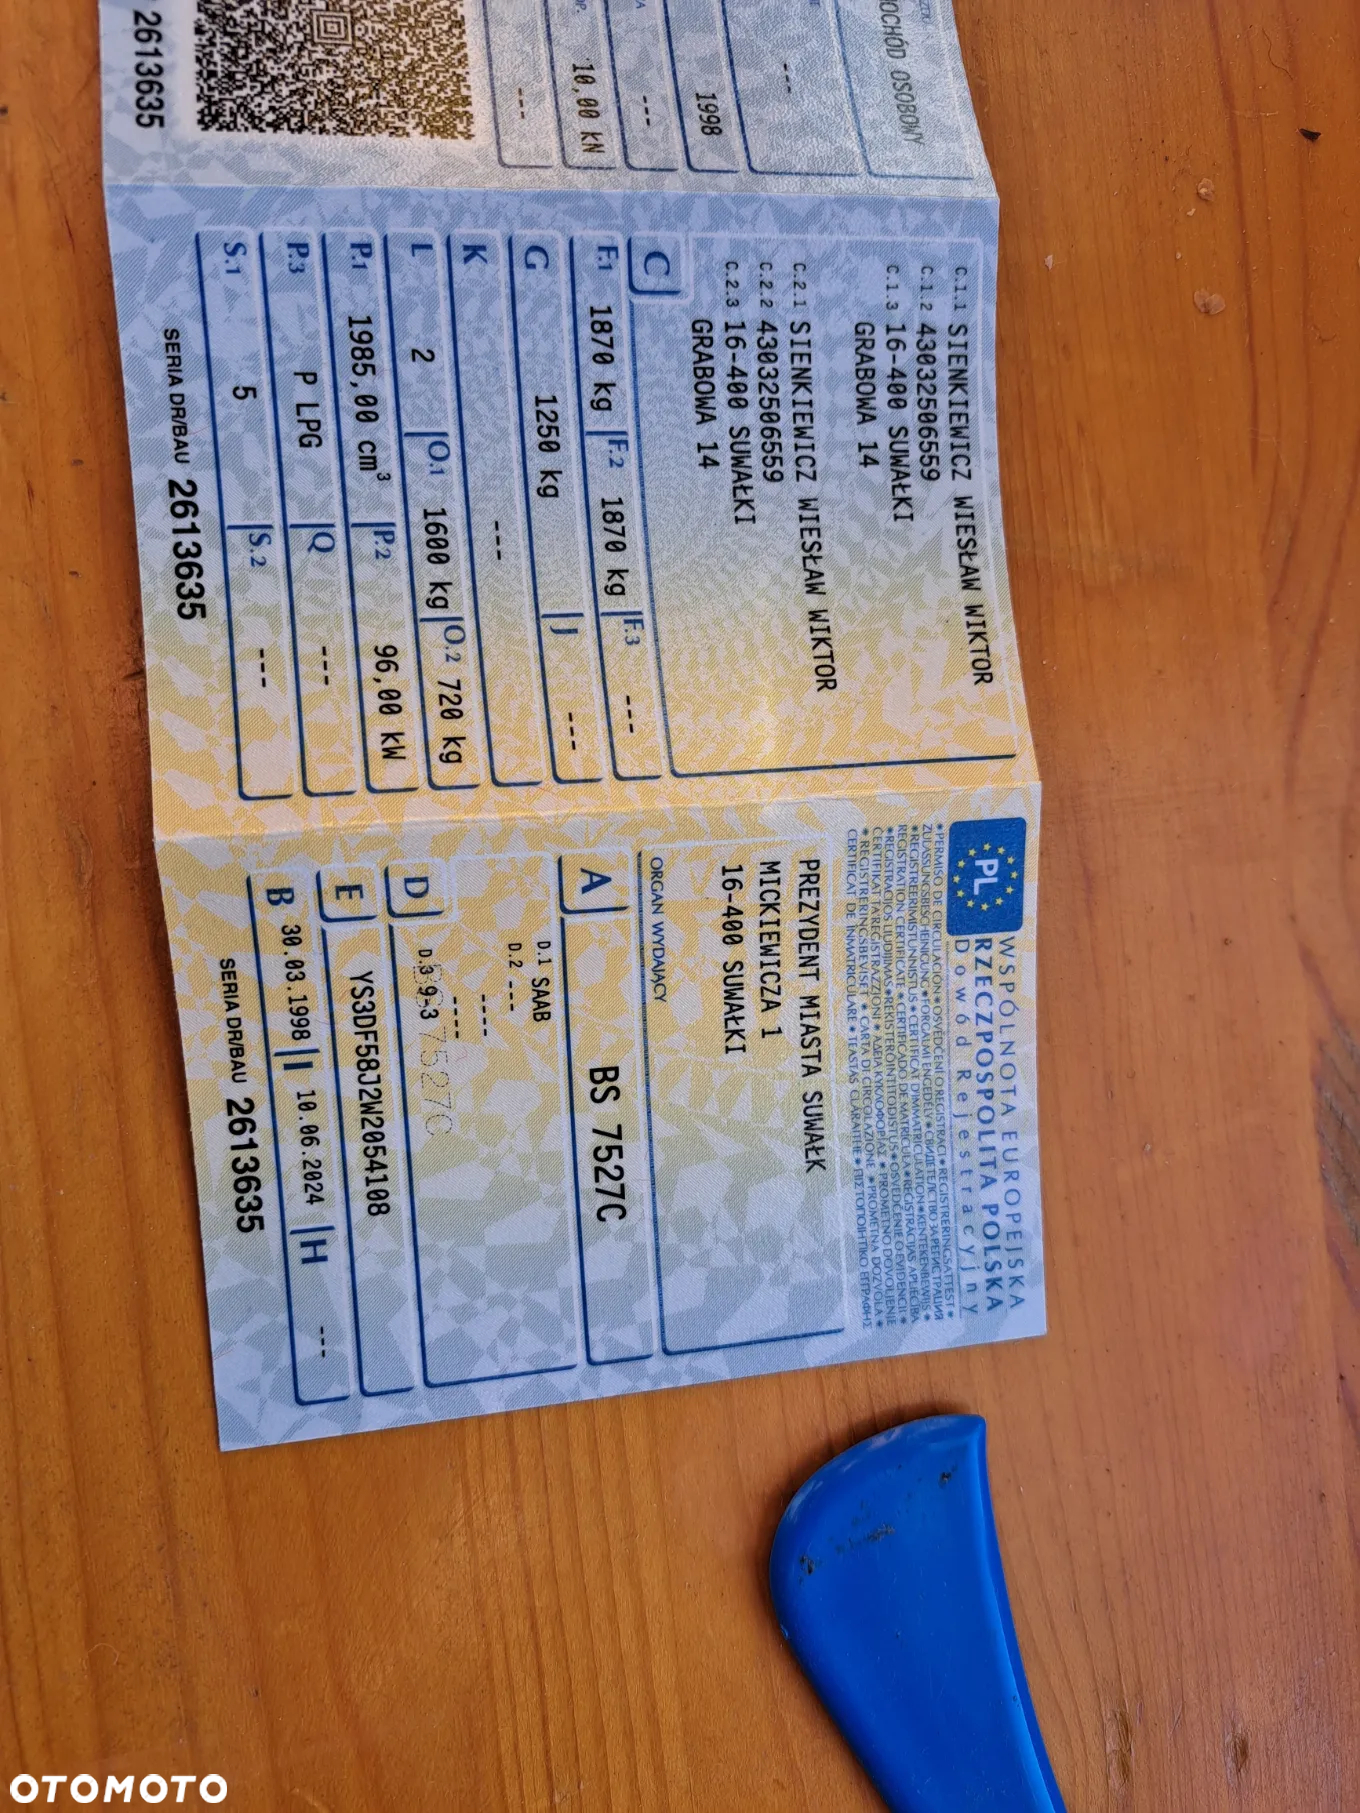 OCHÓD OSOBOWY
---
1998
---
10,00 kN
---
2613635
C.1.1 SIENKIEWICZ WIESŁAW WIKTOR
C.1.2 43032506559
C.1.3 16-400 SUWAŁKI
GRABOWA 14
C.2.1 SIENKIEWICZ WIESŁAW WIKTOR
C.2.2 43032506559
C.2.3 16-400 SUWAŁKI
GRABOWA 14
C
F.1 1870 kg F.2 1870 kg F.3 ---
G 1250 kg J ---
K ---
L 2 O.1 1600 kg O.2 720 kg
P.1 1985,00 cm³ P.2 96,00 kW
P.3 P LPG Q ---
S.1 5 S.2 ---
SERIA DR/BAU 2613635
PL
WSPÓLNOTA EUROPEJSKA
RZECZPOSPOLITA POLSKA
Dowód Rejestracyjny
PREZYDENT MIASTA SUWAŁK
MICKIEWICZA 1
16-400 SUWAŁKI
ORGAN WYDAJĄCY
A BS 7527C
D.1 SAAB
D.2 ---
----
----
D D.3 9-3
BS 7527C
E YS3DF58J2W2054108
B 30.03.1998 I 10.06.2024 H ---
SERIA DR/BAU 2613635
OTOMOTO